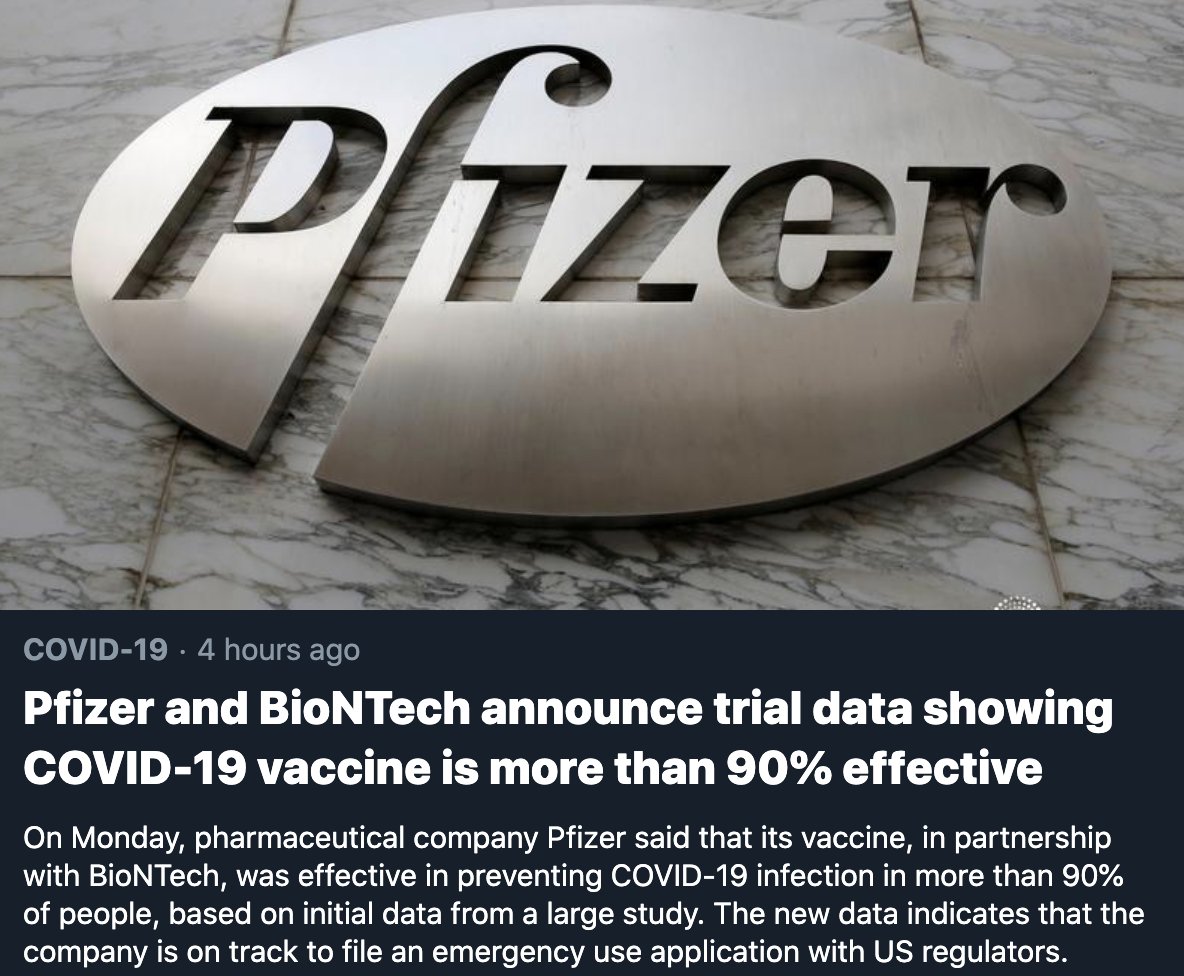 Pfizer
COVID-19 · 4 hours ago
Pfizer and BioNTech announce trial data showing
COVID-19 vaccine is more than 90% effective
On Monday, pharmaceutical company Pfizer said that its vaccine, in partnership
with BioNTech, was effective in preventing COVID-19 infection in more than 90%
of people, based on initial data from a large study. The new data indicates that the
company is on track to file an emergency use application with US regulators.